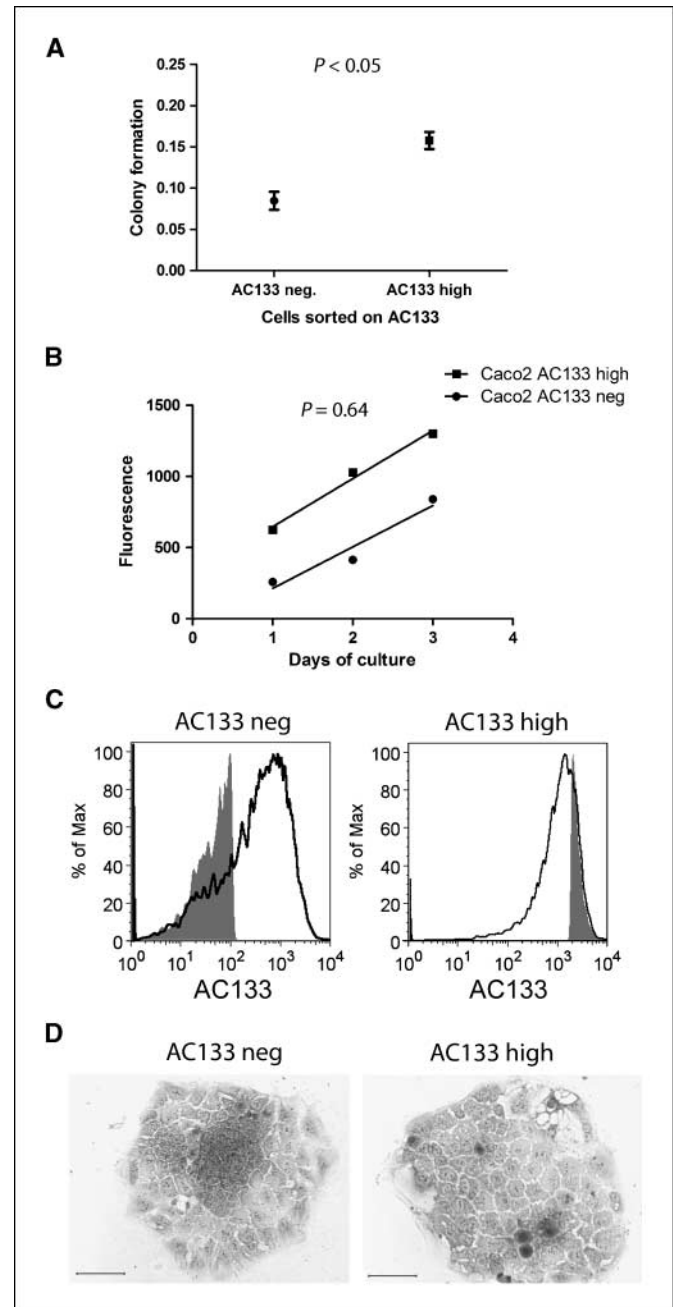 A
P < 0.05
0.25
0.20
0.15
0.10
0.05
0.00
Colony formation
AC133 neg.
AC133 high
Cells sorted on AC133
B
Caco2 AC133 high
Caco2 AC133 neg
P = 0.64
1500
1000
500
0
Fluorescence
0
1
2
3
4
Days of culture
C
AC133 neg
AC133 high
100
80
60
40
20
0
% of Max
10⁰
10¹
10²
10³
10⁴
AC133
100
80
60
40
20
0
% of Max
10⁰
10¹
10²
10³
10⁴
AC133
D
AC133 neg
AC133 high